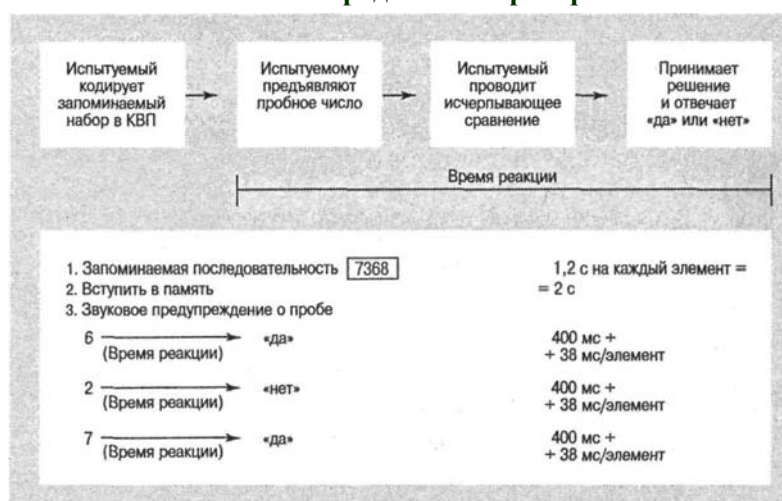 Испытуемый
кодирует
запоминаемый
набор в КВП
Испытуемому
предъявляют
пробное число
Испытуемый
проводит
исчерпывающее
сравнение
Принимает
решение
и отвечает
«да» или «нет»
Время реакции
1. Запоминаемая последовательность 7368 1,2 с на каждый элемент =
2. Вступить в память = 2 с
3. Звуковое предупреждение о пробе
6 «да» 400 мс +
(Время реакции) + 38 мс/элемент
2 «нет» 400 мс +
(Время реакции) + 38 мс/элемент
7 «да» 400 мс +
(Время реакции) + 38 мс/элемент